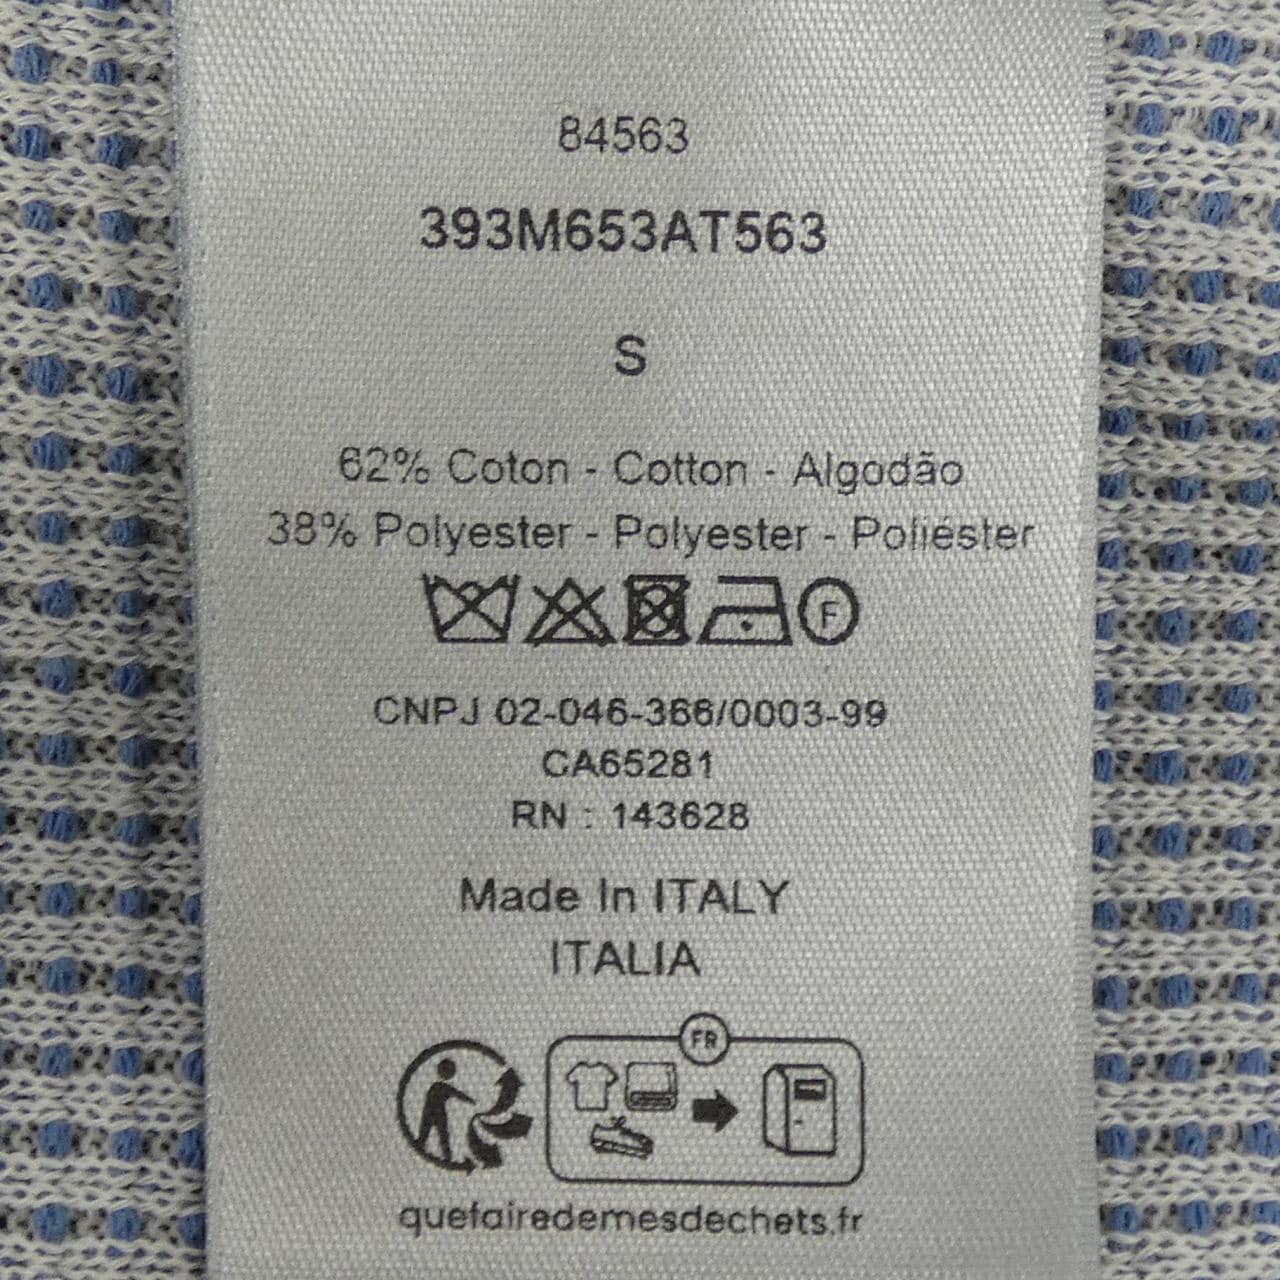 84563
393M653AT563
S
62% Coton - Cotton - Algodão
38% Polyester - Polyester - Poliéster
F
CNPJ 02-046-366/0003-99
CA65281
RN : 143628
Made In ITALY
ITALIA
FR
quefairedemesdechets.fr